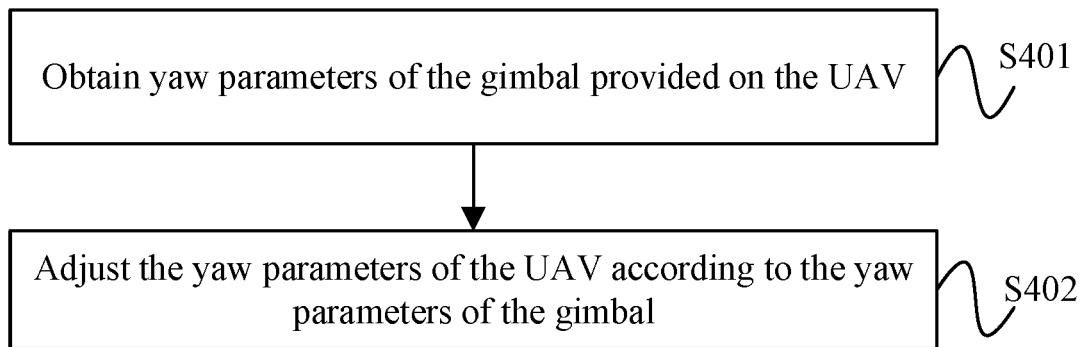 Obtain yaw parameters of the gimbal provided on the UAV
S401
Adjust the yaw parameters of the UAV according to the yaw
parameters of the gimbal
S402